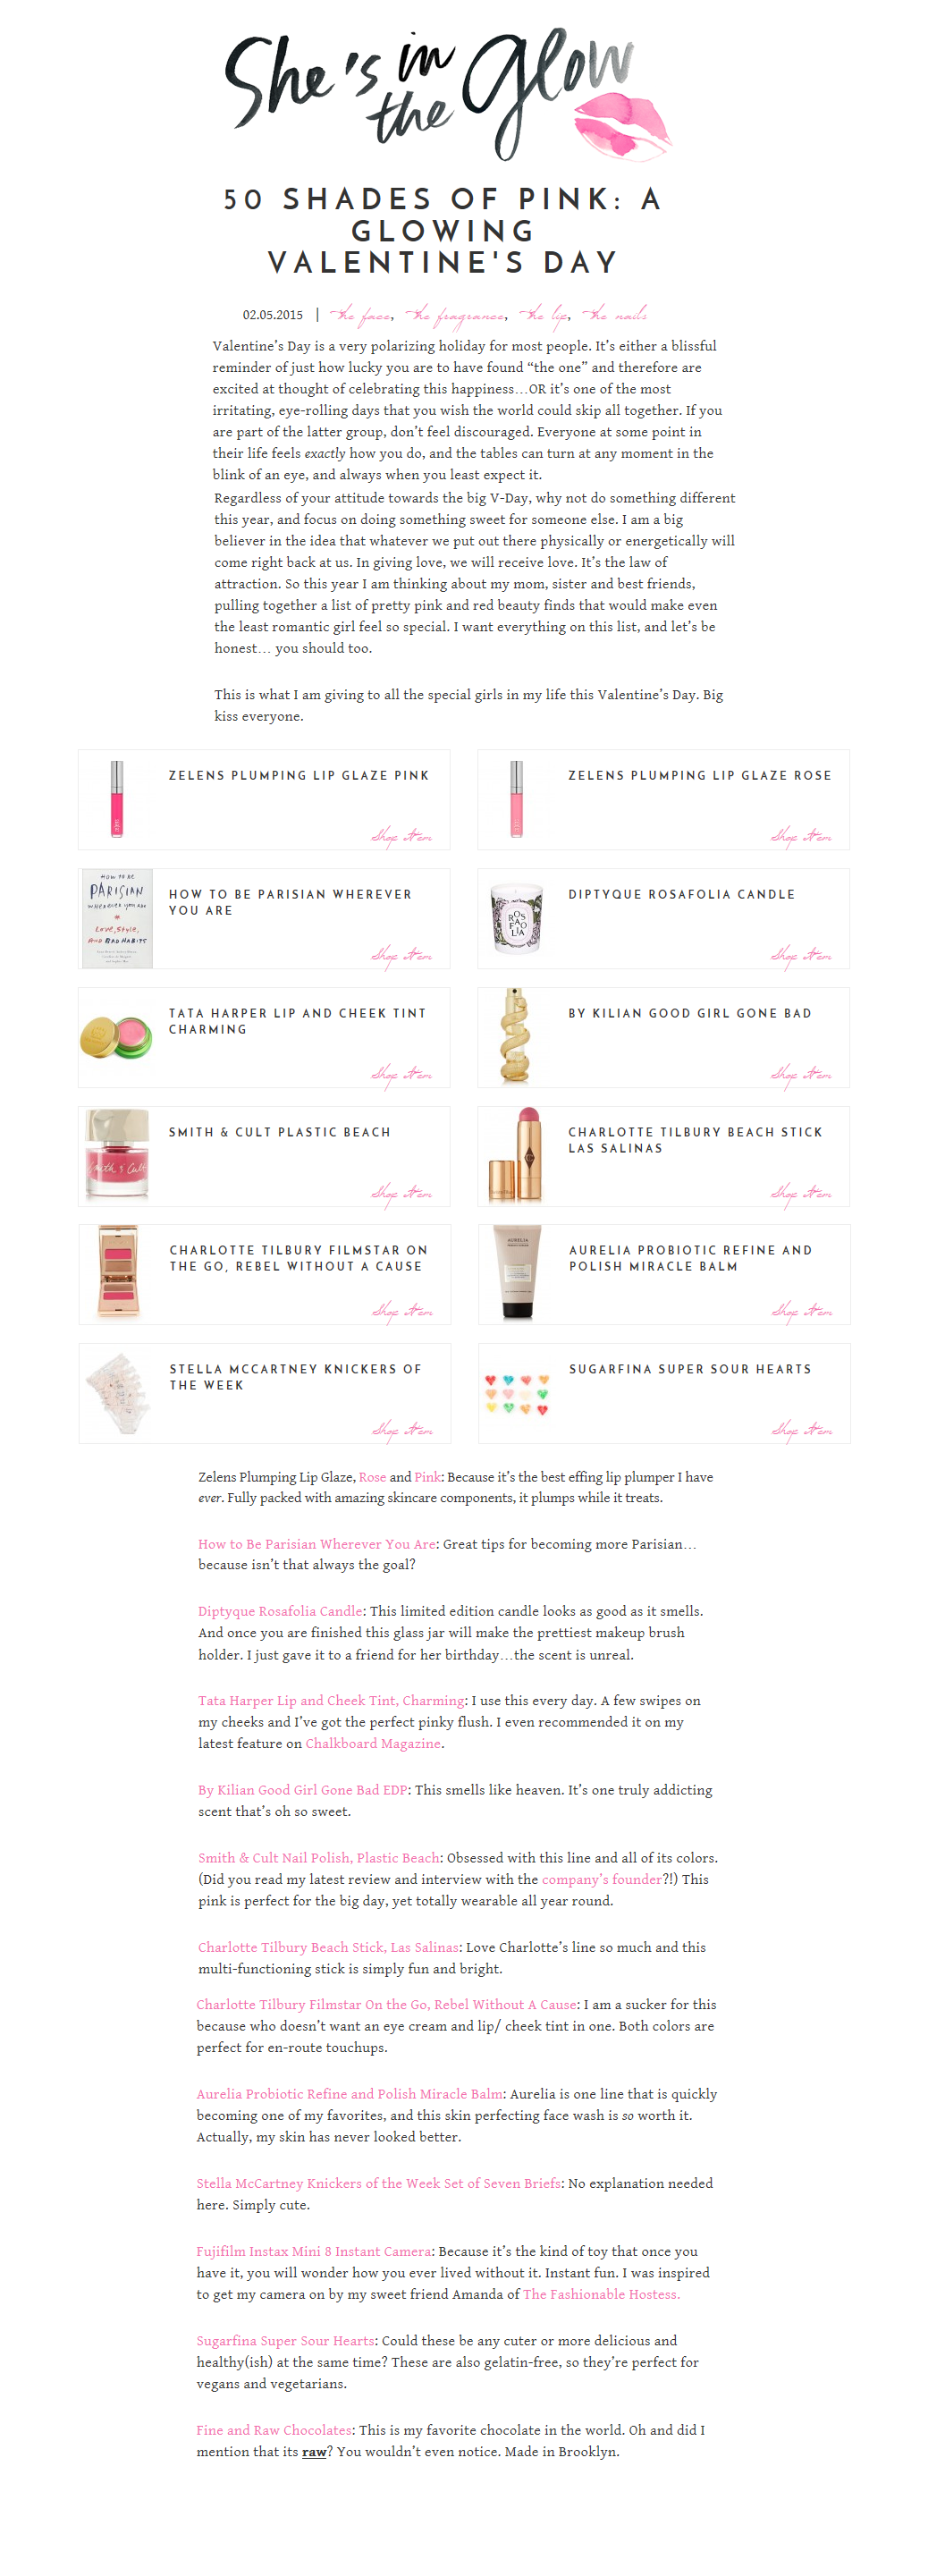 She's in the Glow
50 SHADES OF PINK: A
GLOWING
VALENTINE'S DAY
02.05.2015 | the face, the fragrance, the lip, the nails
Valentine's Day is a very polarizing holiday for most people. It's either a blissful
reminder of just how lucky you are to have found “the one” and therefore are
excited at thought of celebrating this happiness…OR it's one of the most
irritating, eye-rolling days that you wish the world could skip all together. If you
are part of the latter group, don't feel discouraged. Everyone at some point in
their life feels exactly how you do, and the tables can turn at any moment in the
blink of an eye, and always when you least expect it.
Regardless of your attitude towards the big V-Day, why not do something different
this year, and focus on doing something sweet for someone else. I am a big
believer in the idea that whatever we put out there physically or energetically will
come right back at us. In giving love, we will receive love. It's the law of
attraction. So this year I am thinking about my mom, sister and best friends,
pulling together a list of pretty pink and red beauty finds that would make even
the least romantic girl feel so special. I want everything on this list, and let's be
honest… you should too.
This is what I am giving to all the special girls in my life this Valentine's Day. Big
kiss everyone.
ZELENS PLUMPING LIP GLAZE PINK
Shop Item
ZELENS PLUMPING LIP GLAZE ROSE
Shop Item
HOW TO BE
PARISIAN
WHEREVER YOU ARE
LOVE, STYLE,
AND BAD HABITS
HOW TO BE PARISIAN WHEREVER
YOU ARE
Shop Item
ROS
AFO
LIA
DIPTYQUE ROSAFOLIA CANDLE
Shop Item
TATA HARPER LIP AND CHEEK TINT
CHARMING
Shop Item
BY KILIAN GOOD GIRL GONE BAD
Shop Item
Smith & Cult
SMITH & CULT PLASTIC BEACH
Shop Item
CHARLOTTE TILBURY BEACH STICK
LAS SALINAS
Shop Item
CHARLOTTE TILBURY FILMSTAR ON
THE GO, REBEL WITHOUT A CAUSE
Shop Item
AURELIA
AURELIA PROBIOTIC REFINE AND
POLISH MIRACLE BALM
Shop Item
STELLA MCCARTNEY KNICKERS OF
THE WEEK
Shop Item
SUGARFINA SUPER SOUR HEARTS
Shop Item
Zelens Plumping Lip Glaze, Rose and Pink: Because it's the best effing lip plumper I have
ever. Fully packed with amazing skincare components, it plumps while it treats.
How to Be Parisian Wherever You Are: Great tips for becoming more Parisian…
because isn't that always the goal?
Diptyque Rosafolia Candle: This limited edition candle looks as good as it smells.
And once you are finished this glass jar will make the prettiest makeup brush
holder. I just gave it to a friend for her birthday…the scent is unreal.
Tata Harper Lip and Cheek Tint, Charming: I use this every day. A few swipes on
my cheeks and I've got the perfect pinky flush. I even recommended it on my
latest feature on Chalkboard Magazine.
By Kilian Good Girl Gone Bad EDP: This smells like heaven. It's one truly addicting
scent that's oh so sweet.
Smith & Cult Nail Polish, Plastic Beach: Obsessed with this line and all of its colors.
(Did you read my latest review and interview with the company's founder?!) This
pink is perfect for the big day, yet totally wearable all year round.
Charlotte Tilbury Beach Stick, Las Salinas: Love Charlotte's line so much and this
multi-functioning stick is simply fun and bright.
Charlotte Tilbury Filmstar On the Go, Rebel Without A Cause: I am a sucker for this
because who doesn't want an eye cream and lip/ cheek tint in one. Both colors are
perfect for en-route touchups.
Aurelia Probiotic Refine and Polish Miracle Balm: Aurelia is one line that is quickly
becoming one of my favorites, and this skin perfecting face wash is so worth it.
Actually, my skin has never looked better.
Stella McCartney Knickers of the Week Set of Seven Briefs: No explanation needed
here. Simply cute.
Fujifilm Instax Mini 8 Instant Camera: Because it's the kind of toy that once you
have it, you will wonder how you ever lived without it. Instant fun. I was inspired
to get my camera on by my sweet friend Amanda of The Fashionable Hostess.
Sugarfina Super Sour Hearts: Could these be any cuter or more delicious and
healthy(ish) at the same time? These are also gelatin-free, so they're perfect for
vegans and vegetarians.
Fine and Raw Chocolates: This is my favorite chocolate in the world. Oh and did I
mention that its raw? You wouldn't even notice. Made in Brooklyn.